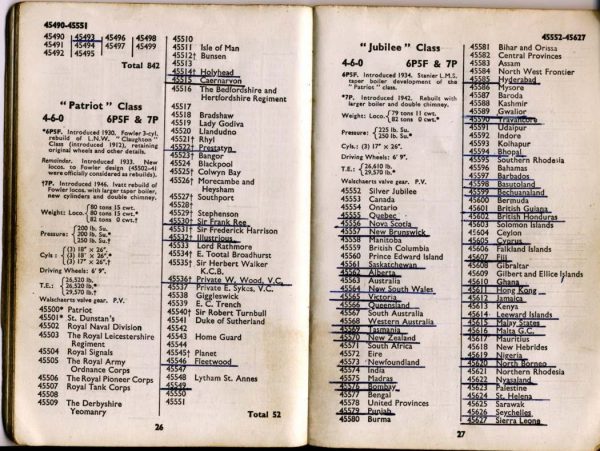 45490-45551
45490 45493 45496 45498
45491 45494 45497 45499
45492 45495
Total 842
"Patriot" Class
4-6-0 6P5F & 7P
*6P5F. Introduced 1930. Fowler 3-cyl.
rebuild of L.N.W. "Claughton"
Class (introduced 1912), retaining
original wheels and other details.
Remainder. Introduced 1933. New
locos. to Fowler design (45502-4)
were officially considered as rebuilds).
†7P. Introduced 1946. Ivatt rebuild of
Fowler locos. with larger taper boiler,
new cylinders and double chimney.
Weight: Loco. 80 tons 15 cwt.
80 tons 15 cwt.*
82 tons 0 cwt.†
Pressure: 200 lb. Su.
200 lb. Su.*
250 lb. Su.†
Cyls: (3) 18" × 26".
(3) 18" × 26".*
(3) 17" × 26".†
Driving Wheels: 6' 9".
T.E.: 26,520 lb.
26,520 lb.*
29,570 lb.†
Walschaerts valve gear. P.V.
45500* Patriot
45501* St. Dunstan's
45502 Royal Naval Division
45503 The Royal Leicestershire
Regiment
45504 Royal Signals
45505 The Royal Army
Ordnance Corps
45506 The Royal Pioneer Corps
45507 Royal Tank Corps
45508
45509 The Derbyshire
Yeomanry
45510
45511 Isle of Man
45512† Bunsen
45513
45514† Holyhead
45515 Caernarvon
45516 The Bedfordshire and
Hertfordshire Regiment
45517
45518 Bradshaw
45519 Lady Godiva
45520 Llandudno
45521† Rhyl
45522† Prestatyn
45523† Bangor
45524 Blackpool
45525† Colwyn Bay
45526† Morecambe and
Heysham
45527† Southport
45528†
45529† Stephenson
45530† Sir Frank Ree
45531† Sir Frederick Harrison
45532† Illustrious
45533 Lord Rathmore
45534† E. Tootal Broadhurst
45535† Sir Herbert Walker
K.C.B.
45536† Private W. Wood, V.C.
45537 Private E. Sykes, V.C.
45538 Giggleswick
45539 E. C. Trench
45540† Sir Robert Turnbull
45541 Duke of Sutherland
45542
45543 Home Guard
45544
45545† Planet
45546 Fleetwood
45547
45548 Lytham St. Annes
45549
45550
45551
Total 52
26
45552-45627
"Jubilee" Class
4-6-0 6P5F & 7P
6P5F. Introduced 1934. Stanier L.M.S.
taper boiler development of the
"Patriot" class.
*7P. Introduced 1942. Rebuilt with
larger boiler and double chimney.
Weight: Loco. 79 tons 11 cwt.
82 tons 0 cwt.*
Pressure: 225 lb. Su.
250 lb. Su.*
Cyls.: (3) 17" × 26".
Driving Wheels: 6' 9".
T.E.: 26,610 lb.
29,570 lb.*
Walschaerts valve gear. P.V.
45552 Silver Jubilee
45553 Canada
45554 Ontario
45555 Quebec
45556 Nova Scotia
45557 New Brunswick
45558 Manitoba
45559 British Columbia
45560 Prince Edward Island
45561 Saskatchewan
45562 Alberta
45563 Australia
45564 New South Wales
45565 Victoria
45566 Queensland
45567 South Australia
45568 Western Australia
45569 Tasmania
45570 New Zealand
45571 South Africa
45572 Eire
45573 Newfoundland
45574 India
45575 Madras
45576 Bombay
45577 Bengal
45578 United Provinces
45579 Punjab
45580 Burma
45581 Bihar and Orissa
45582 Central Provinces
45583 Assam
45584 North West Frontier
45585 Hyderabad
45586 Mysore
45587 Baroda
45588 Kashmir
45589 Gwalior
45590 Travancore
45591 Udaipur
45592 Indore
45593 Kolhapur
45594 Bhopal
45595 Southern Rhodesia
45596 Bahamas
45597 Barbados
45598 Basutoland
45599 Bechuanaland
45600 Bermuda
45601 British Guiana
45602 British Honduras
45603 Solomon Islands
45604 Ceylon
45605 Cyprus
45606 Falkland Islands
45607 Fiji
45608 Gibraltar
45609 Gilbert and Ellice Islands
45610 Ghana
45611 Hong Kong
45612 Jamaica
45613 Kenya
45614 Leeward Islands
45615 Malay States
45616 Malta G.C.
45617 Mauritius
45618 New Hebrides
45619 Nigeria
45620 North Borneo
45621 Northern Rhodesia
45622 Nyasaland
45623 Palestine
45624 St. Helena
45625 Sarawak
45626 Seychelles
45627 Sierra Leone
27